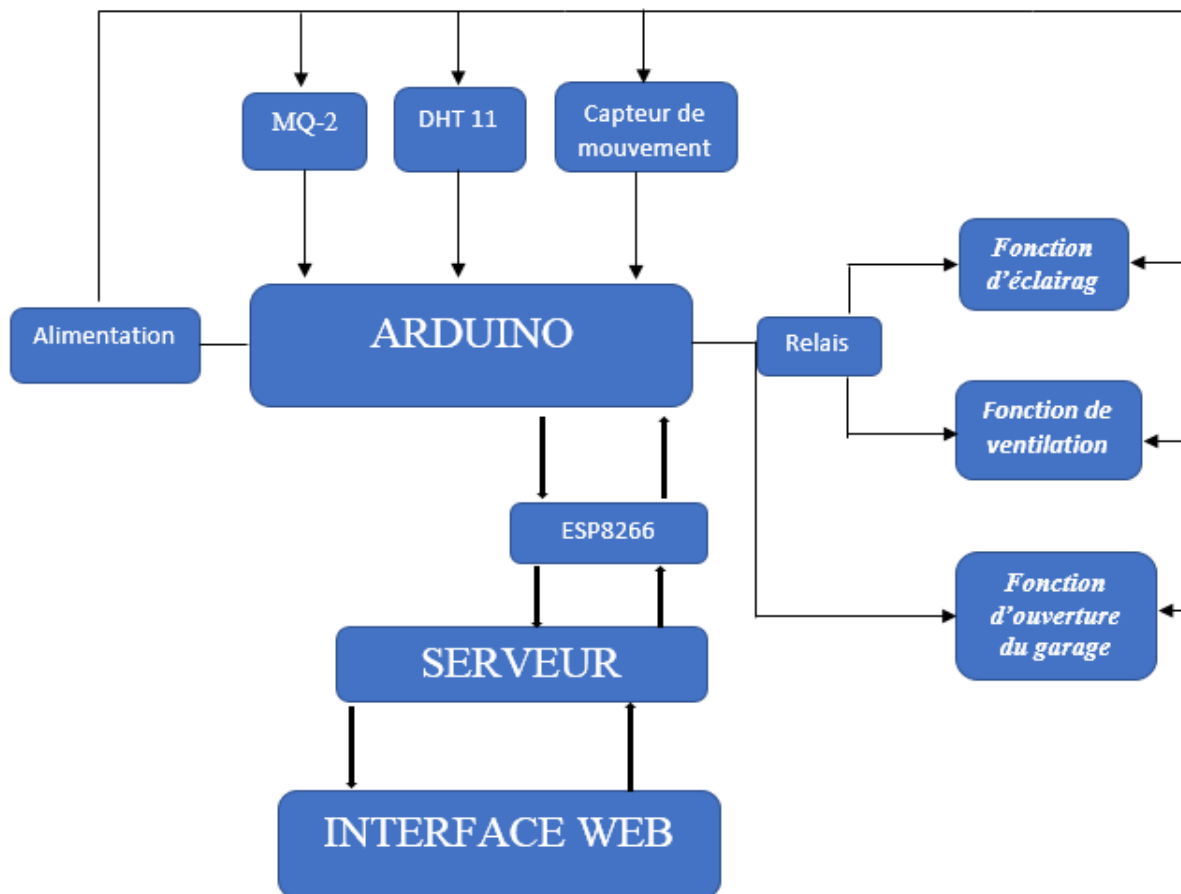 MQ-2
DHT 11
Capteur de
mouvement
Fonction
d’éclairag
Alimentation
ARDUINO
Relais
Fonction de
ventilation
ESP8266
Fonction
d’ouverture
du garage
SERVEUR
INTERFACE WEB